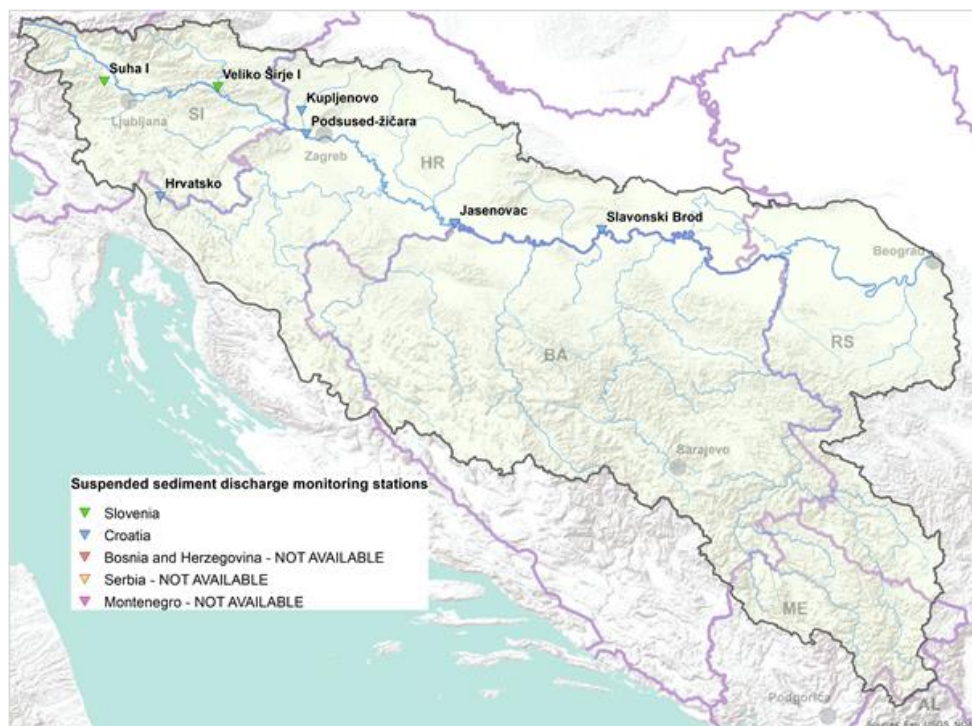 Suha I
Veliko Širje I
Kupljenovo
Ljubljana
SI
Podsused-žičara
Zagreb
HR
Hrvatsko
Jasenovac
Slavonski Brod
Beograd
BA
RS
Sarajevo
Suspended sediment discharge monitoring stations
Slovenia
Croatia
Bosnia and Herzegovina - NOT AVAILABLE
Serbia - NOT AVAILABLE
Montenegro - NOT AVAILABLE
ME
Podgorica
AL